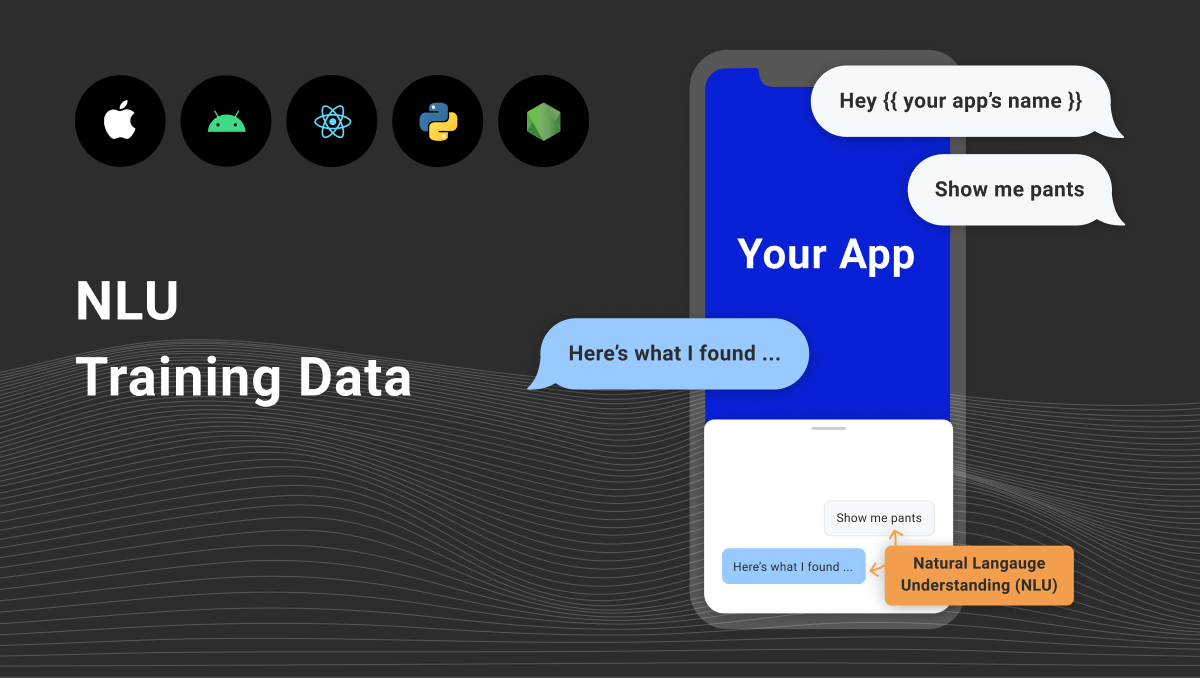 NLU
Training Data
Hey {{ your app’s name }}
Show me pants
Your App
Here’s what I found ...
Show me pants
Here’s what I found ...
Natural Langauge
Understanding (NLU)